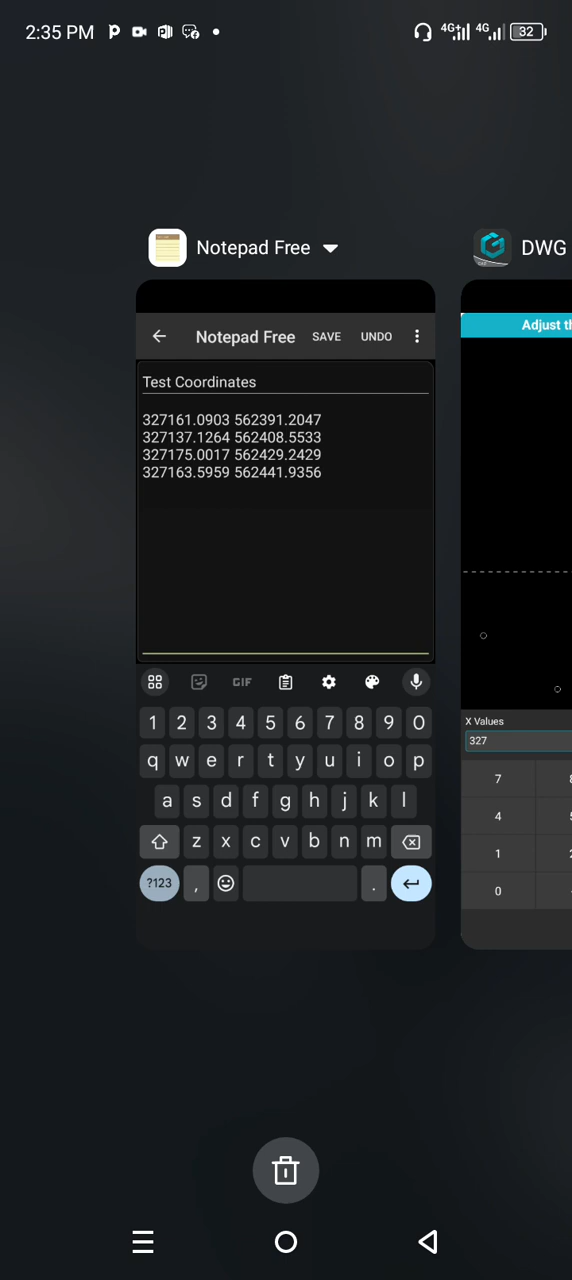 2:35 PM
4G+
4G
32
Notepad Free
DWG
Notepad Free SAVE UNDO
Test Coordinates
327161.0903 562391.2047
327137.1264 562408.5533
327175.0017 562429.2429
327163.5959 562441.9356
GIF
1 2 3 4 5 6 7 8 9 0
q w e r t y u i o p
a s d f g h j k l
z x c v b n m
?123 , .
Adjust th
X Values
327
7
4
1
0